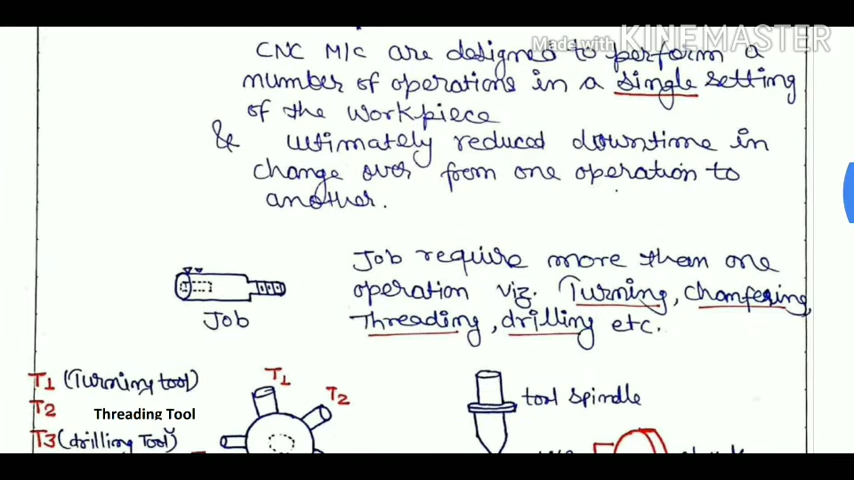 Made with KINEMASTER
CNC M/c are designed to perform a
number of operations in a single setting
of the workpiece
& ultimately reduced downtime in
change over from one operation to
another.
Job require more than one
operation viz. Turning, chamfering,
Threading, drilling etc.
Job
T1 (Turning tool)
T2 Threading Tool
T3 (drilling Tool)
T1
T2
tool spindle